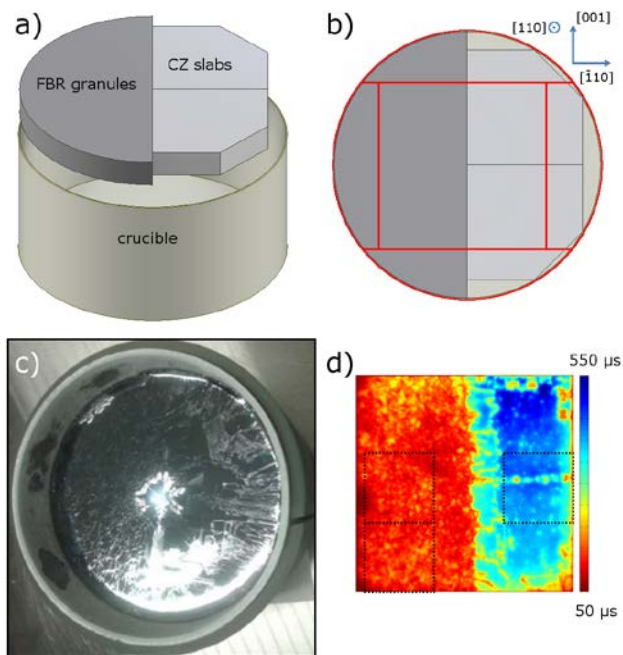 a)
FBR granules
CZ slabs
crucible
b)
[110]
[001]
[1̄10]
c)
d)
550 µs
50 µs